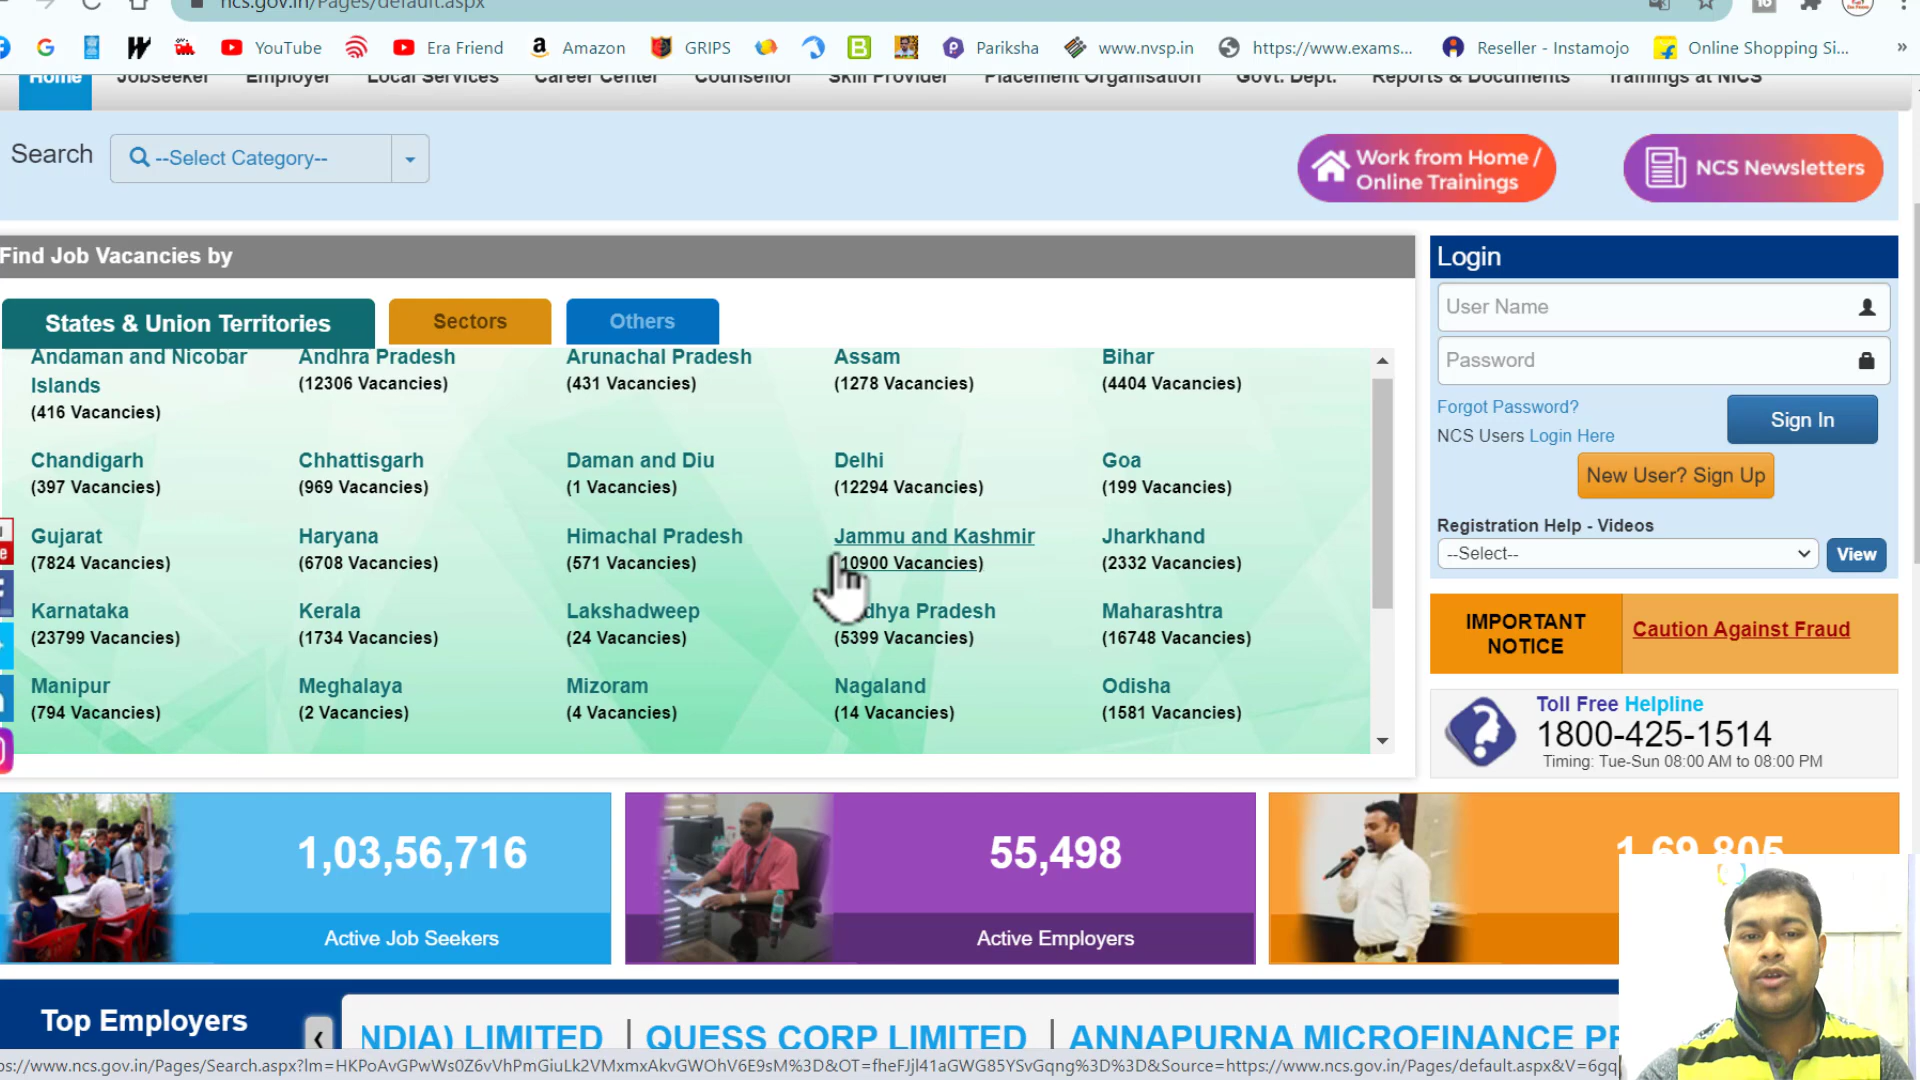 ncs.gov.in/Pages/default.aspx
YouTube
Era Friend
Amazon
GRIPS
Pariksha
www.nvsp.in
https://www.exams...
Reseller - Instamojo
Online Shopping Si...
»
Home Jobseeker Employer Local Services Career Center Counsellor Skill Provider Placement Organisation Govt. Dept. Reports & Documents Trainings at NICS
Search
--Select Category--
Work from Home /
Online Trainings
NCS Newsletters
Find Job Vacancies by
States & Union Territories
Sectors
Others
Andaman and Nicobar
Islands
(416 Vacancies)
Andhra Pradesh
(12306 Vacancies)
Arunachal Pradesh
(431 Vacancies)
Assam
(1278 Vacancies)
Bihar
(4404 Vacancies)
Chandigarh
(397 Vacancies)
Chhattisgarh
(969 Vacancies)
Daman and Diu
(1 Vacancies)
Delhi
(12294 Vacancies)
Goa
(199 Vacancies)
Gujarat
(7824 Vacancies)
Haryana
(6708 Vacancies)
Himachal Pradesh
(571 Vacancies)
Jammu and Kashmir
10900 Vacancies)
Jharkhand
(2332 Vacancies)
Karnataka
(23799 Vacancies)
Kerala
(1734 Vacancies)
Lakshadweep
(24 Vacancies)
dhya Pradesh
(5399 Vacancies)
Maharashtra
(16748 Vacancies)
Manipur
(794 Vacancies)
Meghalaya
(2 Vacancies)
Mizoram
(4 Vacancies)
Nagaland
(14 Vacancies)
Odisha
(1581 Vacancies)
Login
User Name
Password
Forgot Password?
NCS Users Login Here
Sign In
New User? Sign Up
Registration Help - Videos
--Select--
View
IMPORTANT
NOTICE
Caution Against Fraud
Toll Free Helpline
1800-425-1514
Timing: Tue-Sun 08:00 AM to 08:00 PM
1,03,56,716
Active Job Seekers
55,498
Active Employers
1,69,805
Top Employers
NDIA) LIMITED | QUESS CORP LIMITED | ANNAPURNA MICROFINANCE PR